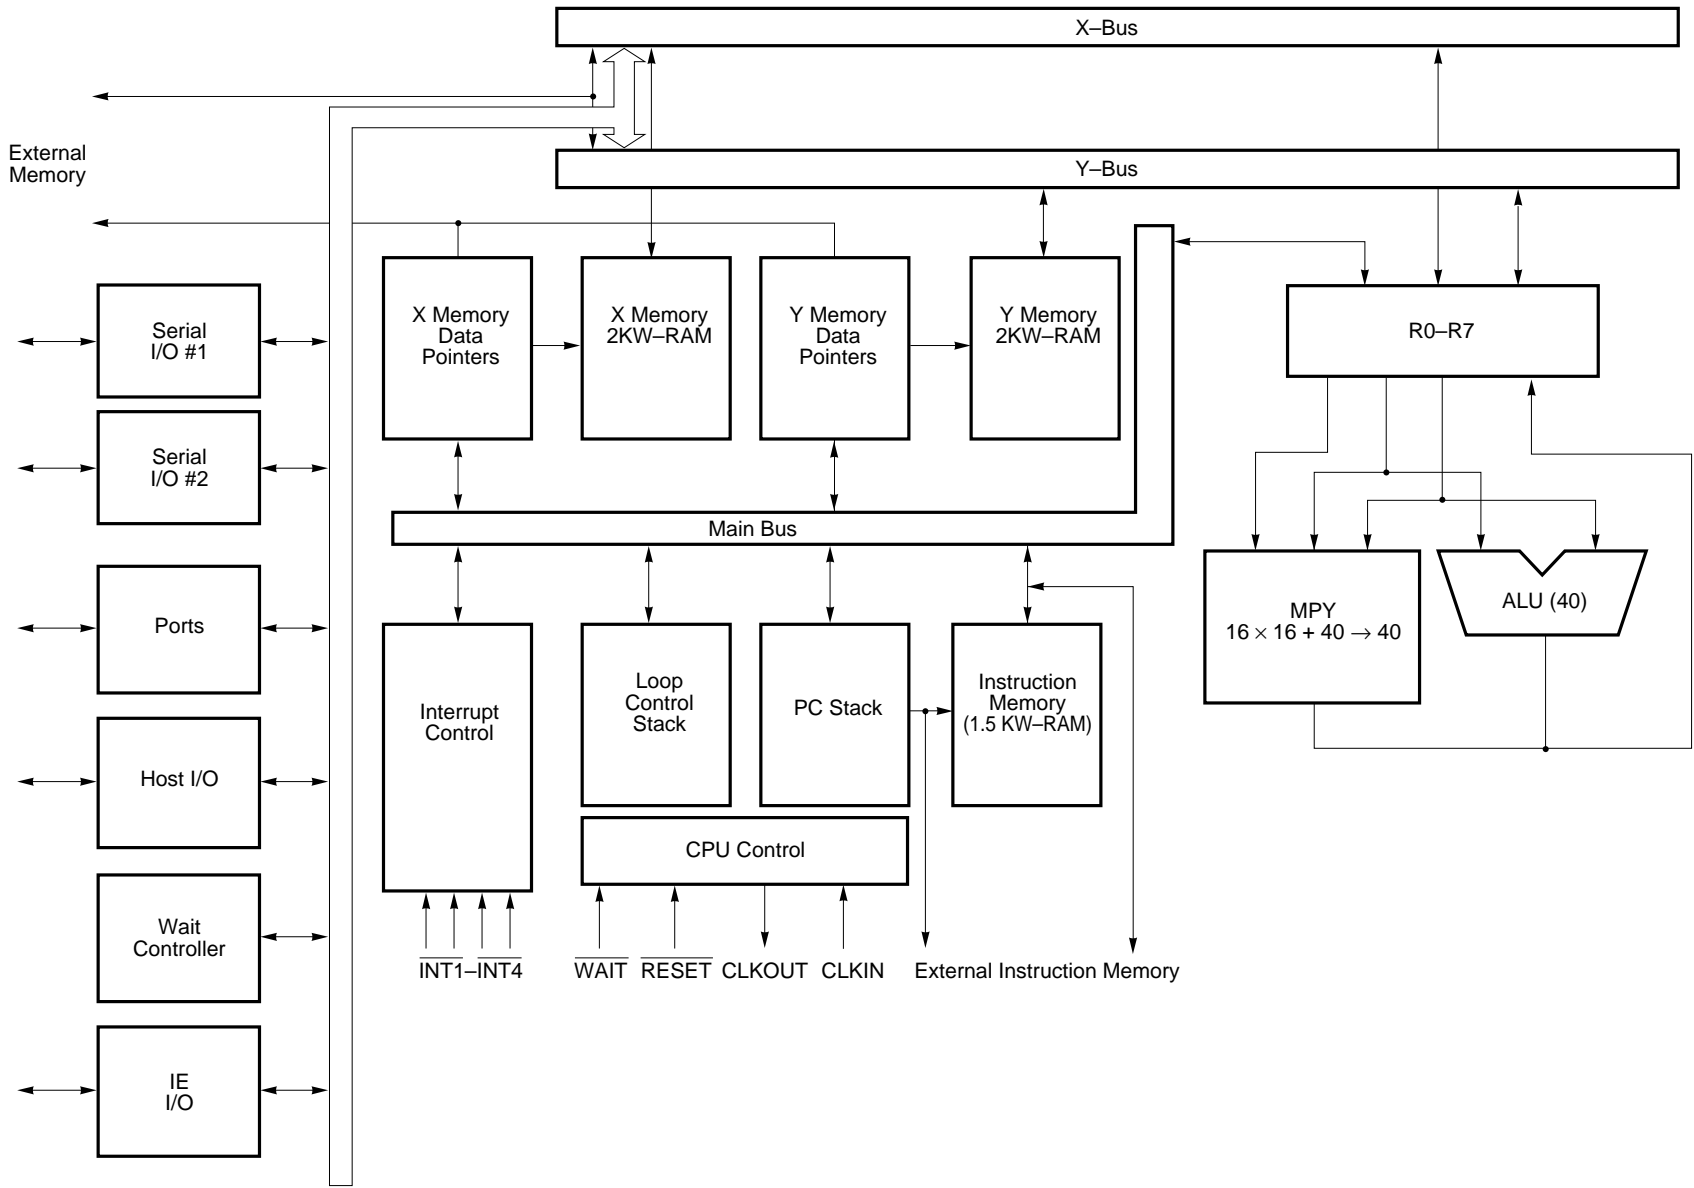 X–Bus
External
Memory
Y–Bus
Serial
I/O #1
X Memory
Data
Pointers
X Memory
2KW–RAM
Y Memory
Data
Pointers
Y Memory
2KW–RAM
R0–R7
Serial
I/O #2
Main Bus
Ports
MPY
16 × 16 + 40 → 40
ALU (40)
Interrupt
Control
Loop
Control
Stack
PC Stack
Instruction
Memory
(1.5 KW–RAM)
Host I/O
CPU Control
Wait
Controller
INT1–INT4
WAIT
RESET
CLKOUT
CLKIN
External Instruction Memory
IE
I/O